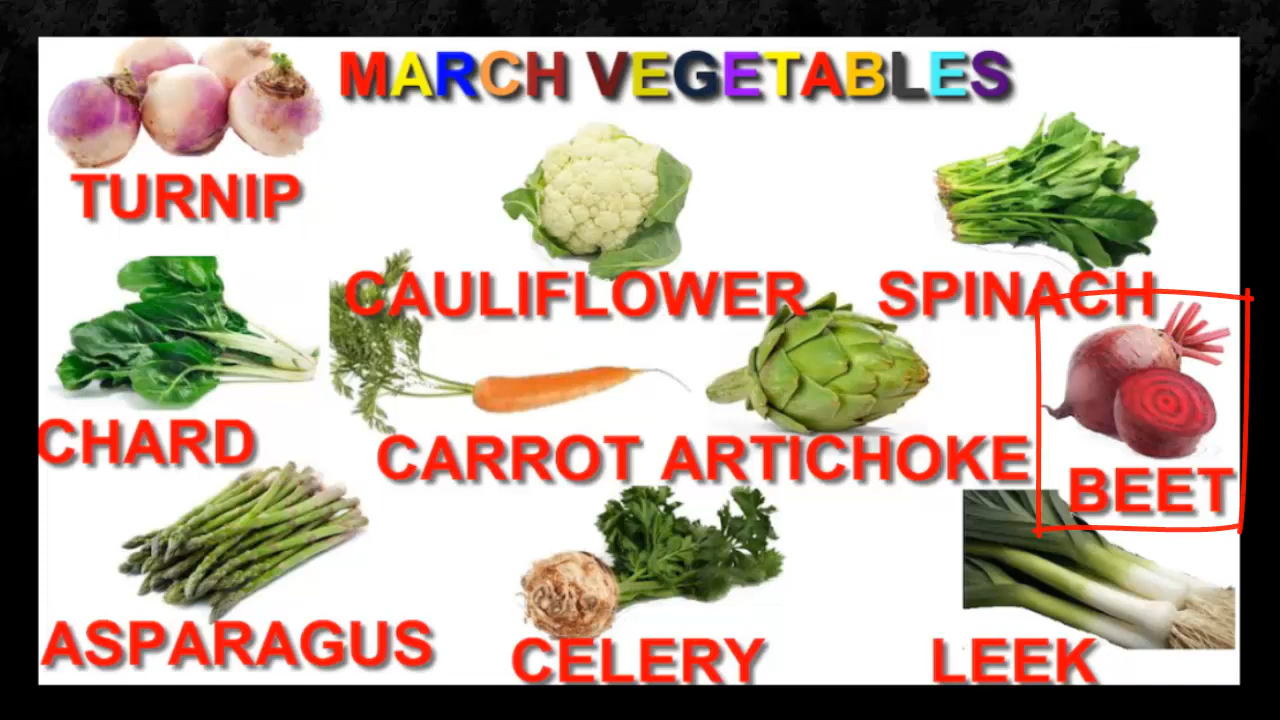 MARCH VEGETABLES
TURNIP
CAULIFLOWER
SPINACH
CHARD
CARROT
ARTICHOKE
BEET
ASPARAGUS
CELERY
LEEK